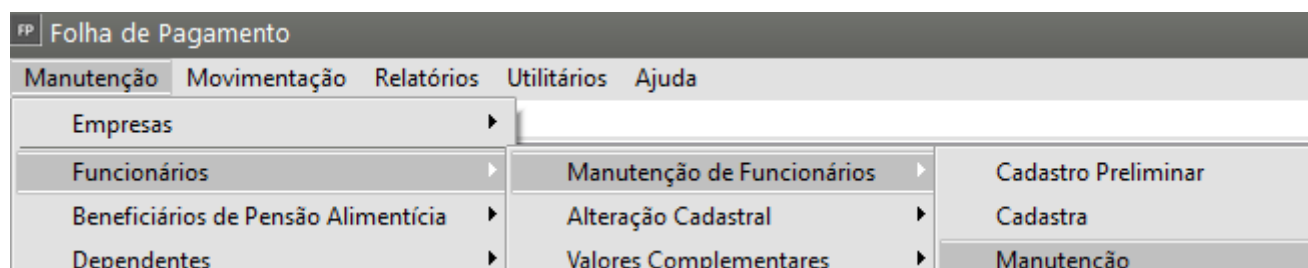 FP Folha de Pagamento
Manutenção Movimentação Relatórios Utilitários Ajuda
Empresas
Funcionários Manutenção de Funcionários Cadastro Preliminar
Beneficiários de Pensão Alimentícia Alteração Cadastral Cadastra
Dependentes Valores Complementares Manutenção